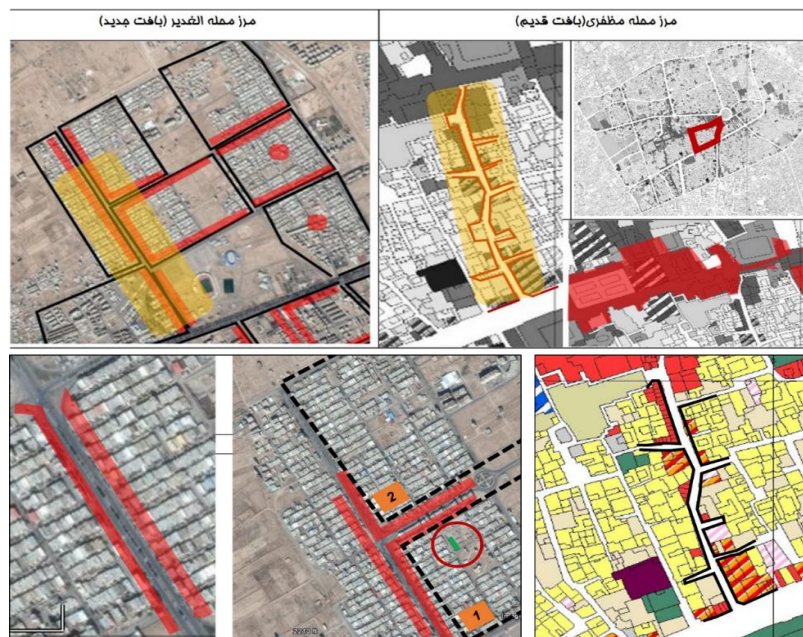 مرز محله مظفری(بافت قدیم)
مرز محله الغدیر (بافت جدید)
2
1